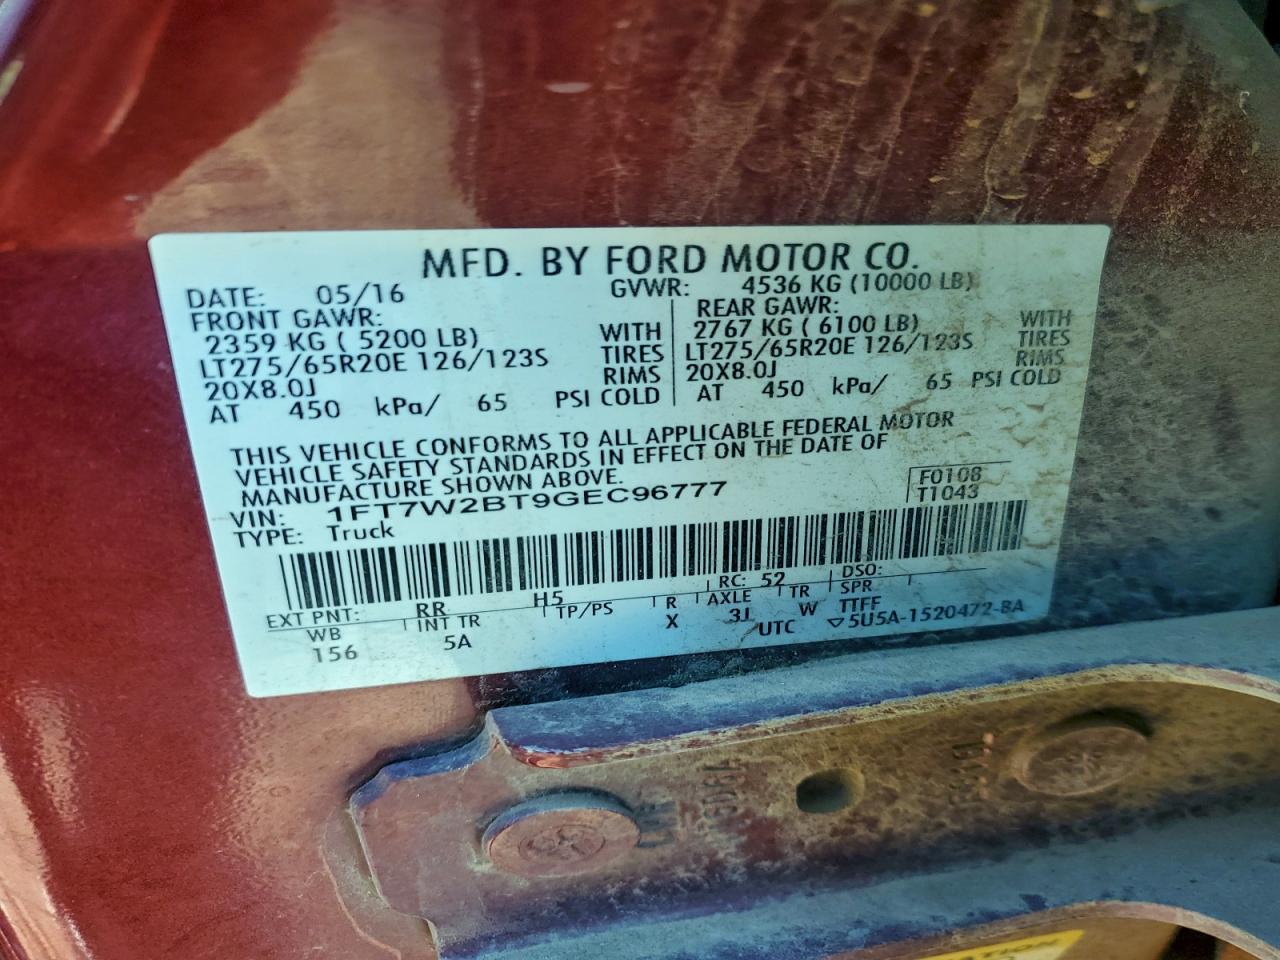 MFD. BY FORD MOTOR CO.
DATE: 05/16 GVWR: 4536 KG (10000 LB)
FRONT GAWR: REAR GAWR:
2359 KG ( 5200 LB) WITH 2767 KG ( 6100 LB) WITH
LT275/65R20E 126/123S TIRES LT275/65R20E 126/123S TIRES
20X8.0J RIMS 20X8.0J RIMS
AT 450 kPa/ 65 PSI COLD AT 450 kPa/ 65 PSI COLD
THIS VEHICLE CONFORMS TO ALL APPLICABLE FEDERAL MOTOR
VEHICLE SAFETY STANDARDS IN EFFECT ON THE DATE OF
MANUFACTURE SHOWN ABOVE.
VIN: 1FT7W2BT9GEC96777 F0108
TYPE: Truck T1043
EXT PNT: RR H5 RC: 52 DSO:
WB INT TR TP/PS R AXLE TR SPR
156 5A X 3J W TTFF
UTC ▽5U5A-1520472-BA